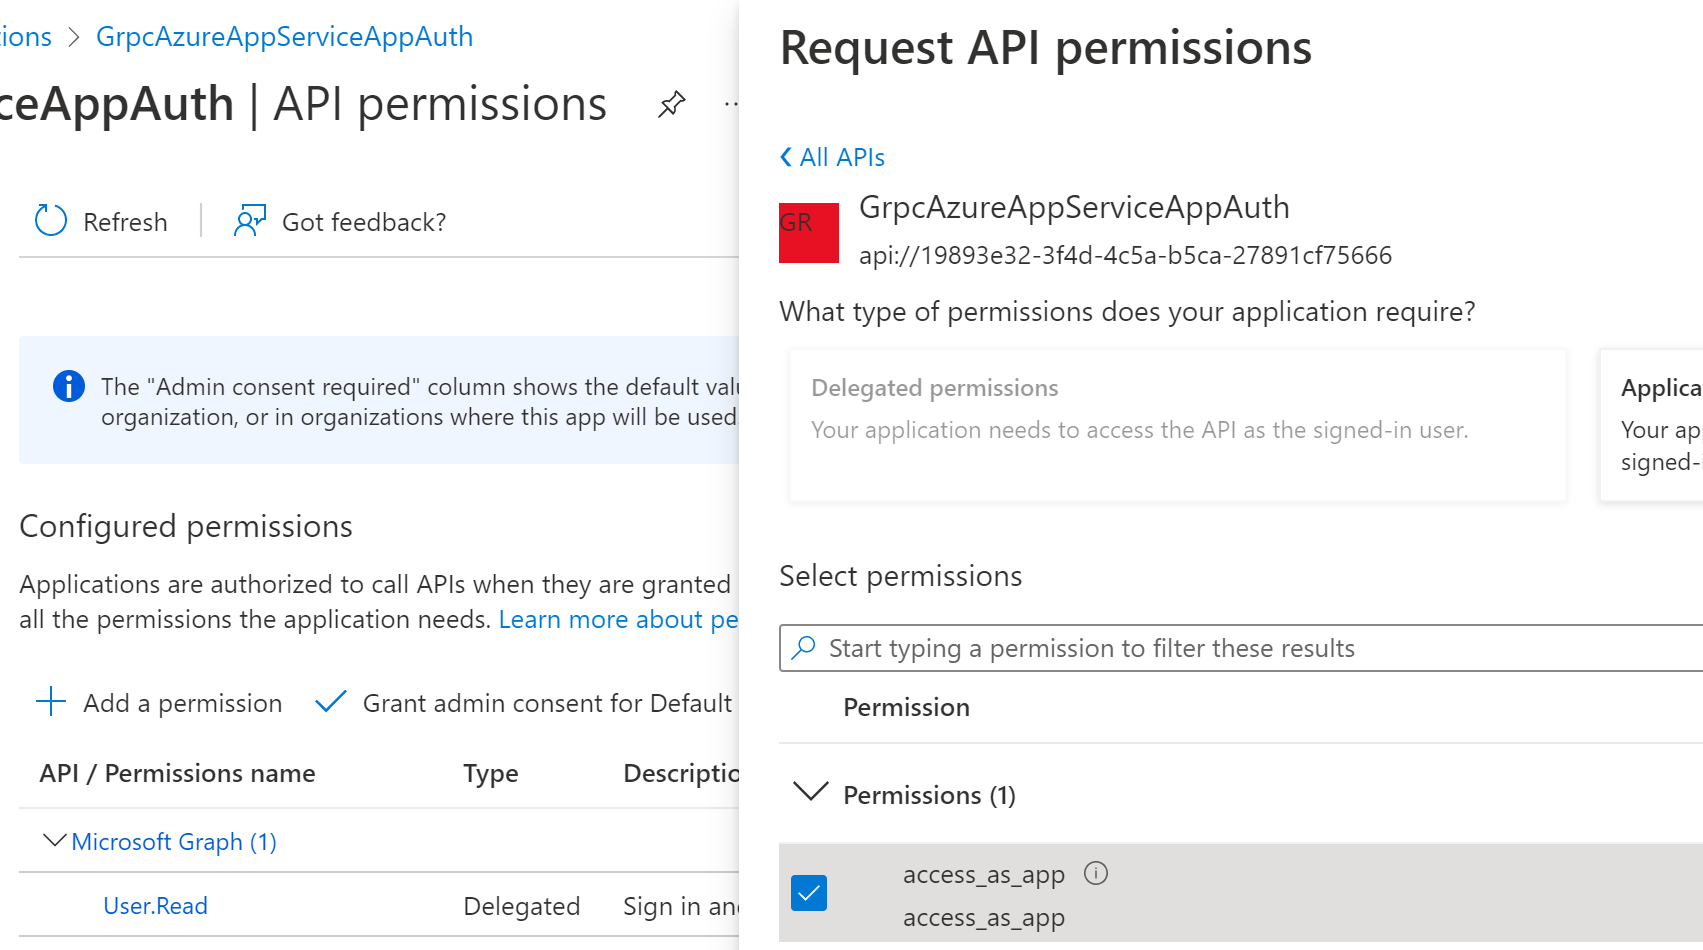 ions > GrpcAzureAppServiceAppAuth
ceAppAuth | API permissions
Refresh
Got feedback?
The "Admin consent required" column shows the default valu
organization, or in organizations where this app will be used.
Configured permissions
Applications are authorized to call APIs when they are granted
all the permissions the application needs. Learn more about pe
Add a permission
Grant admin consent for Default
API / Permissions name
Type
Descriptio
Microsoft Graph (1)
User.Read
Delegated
Sign in and
Request API permissions
All APIs
GR
GrpcAzureAppServiceAppAuth
api://19893e32-3f4d-4c5a-b5ca-27891cf75666
What type of permissions does your application require?
Delegated permissions
Your application needs to access the API as the signed-in user.
Applica
Your ap
signed-
Select permissions
Start typing a permission to filter these results
Permission
Permissions (1)
access_as_app
access_as_app